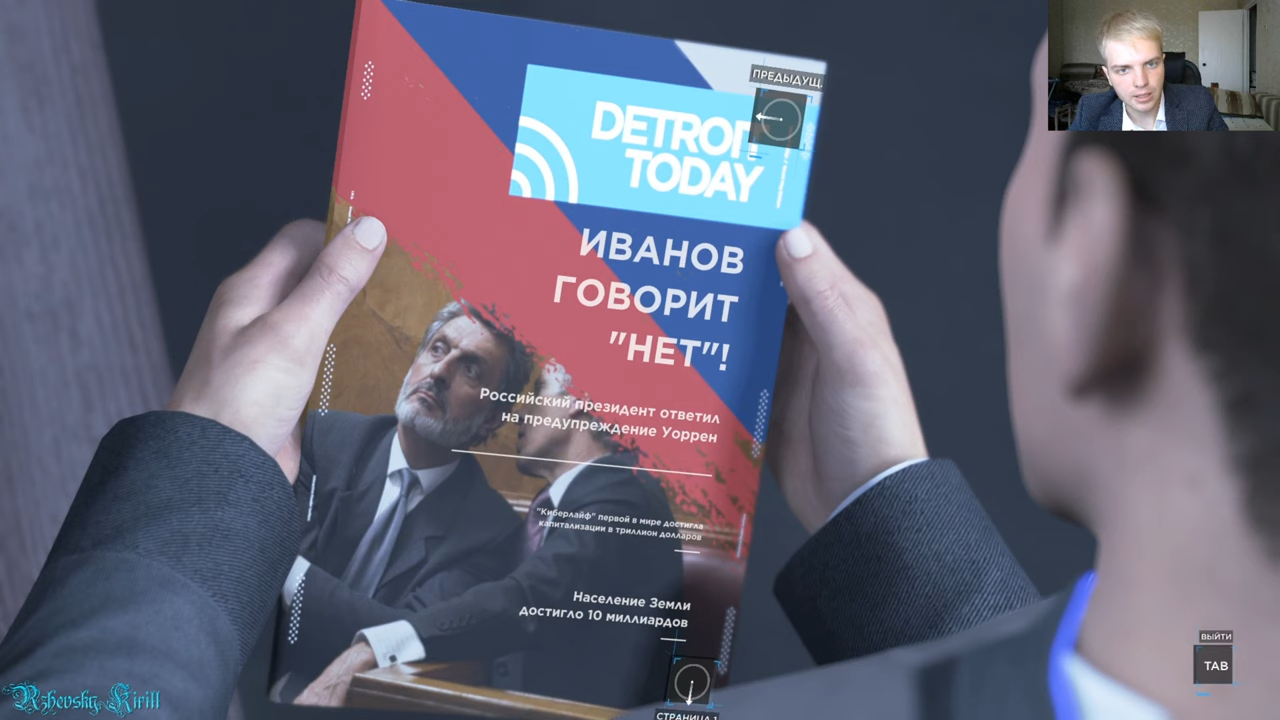 ПРЕДЫДУЩ.
DETROIT
TODAY
ИВАНОВ
ГОВОРИТ
"НЕТ"!
Российский президент ответил
на предупреждение Уоррен
"Киберлайф" первой в мире достигла
капитализации в триллион долларов
Население Земли
достигло 10 миллиардов
СТРАНИЦА 1
ВЫЙТИ
TAB
Rzhevsky Kirill